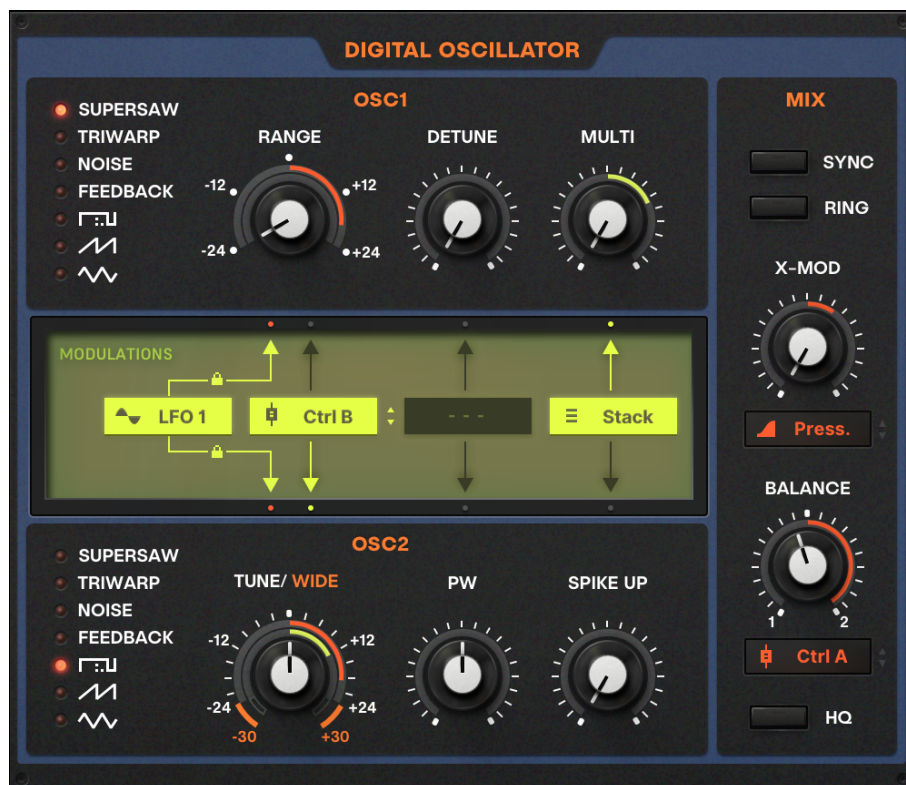 DIGITAL OSCILLATOR
OSC1
SUPERSAW
TRIWARP
NOISE
FEEDBACK
RANGE
-12
+12
-24
+24
DETUNE
MULTI
MIX
SYNC
RING
X-MOD
Press.
BALANCE
1
2
Ctrl A
HQ
MODULATIONS
LFO 1
Ctrl B
---
Stack
OSC2
SUPERSAW
TRIWARP
NOISE
FEEDBACK
TUNE/ WIDE
-12
+12
-24
+24
-30
+30
PW
SPIKE UP